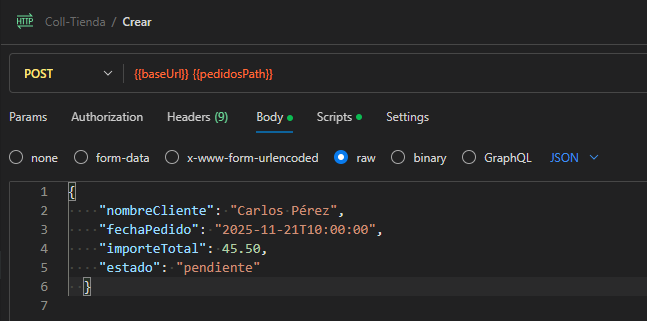 HTTP Coll-Tienda / Crear
POST {{baseUrl}} {{pedidosPath}}
Params Authorization Headers (9) Body Scripts Settings
none form-data x-www-form-urlencoded raw binary GraphQL JSON
1 {
2 "nombreCliente": "Carlos Pérez",
3 "fechaPedido": "2025-11-21T10:00:00",
4 "importeTotal": 45.50,
5 "estado": "pendiente"
6 }
7